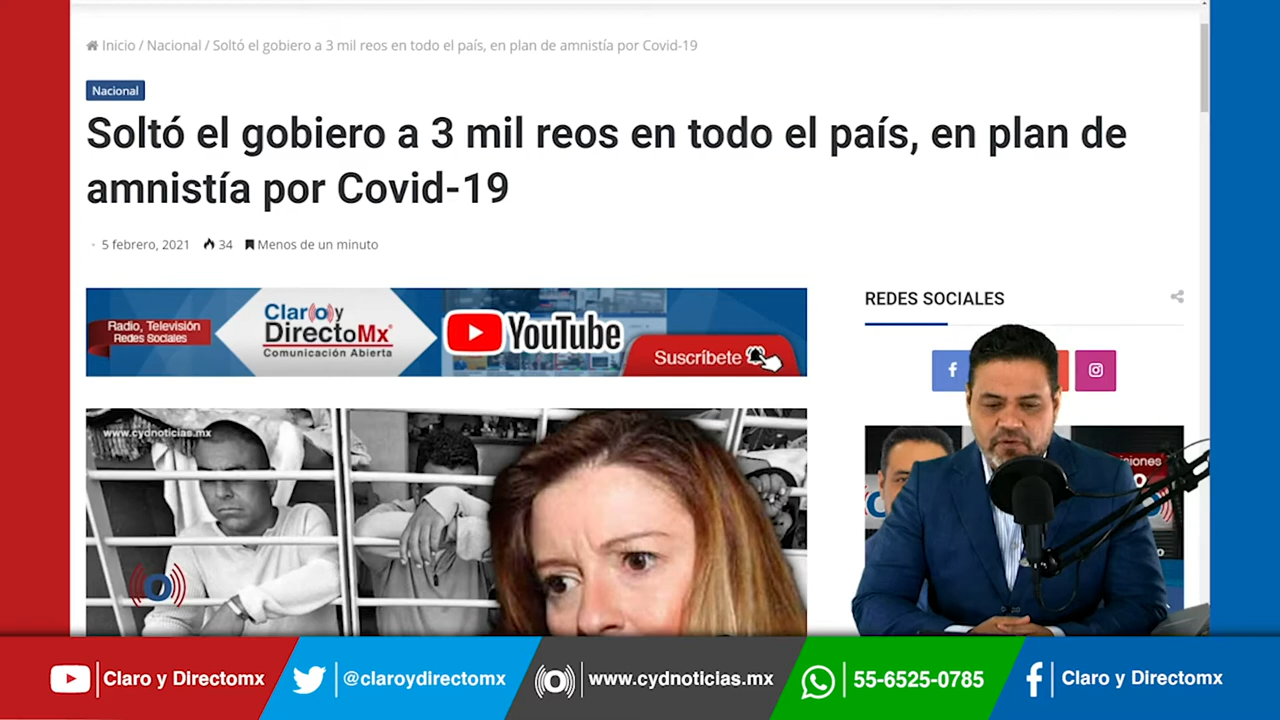 Inicio / Nacional / Soltó el gobiero a 3 mil reos en todo el país, en plan de amnistía por Covid-19
Nacional
Soltó el gobiero a 3 mil reos en todo el país, en plan de
amnistía por Covid-19
5 febrero, 2021 34 Menos de un minuto
Radio, Televisión
Redes Sociales
Claro y
DirectoMx
Comunicación Abierta
YouTube
Suscríbete
REDES SOCIALES
www.cydnoticias.mx
Claro y Directomx
@claroydirectomx
www.cydnoticias.mx
55-6525-0785
Claro y Directomx